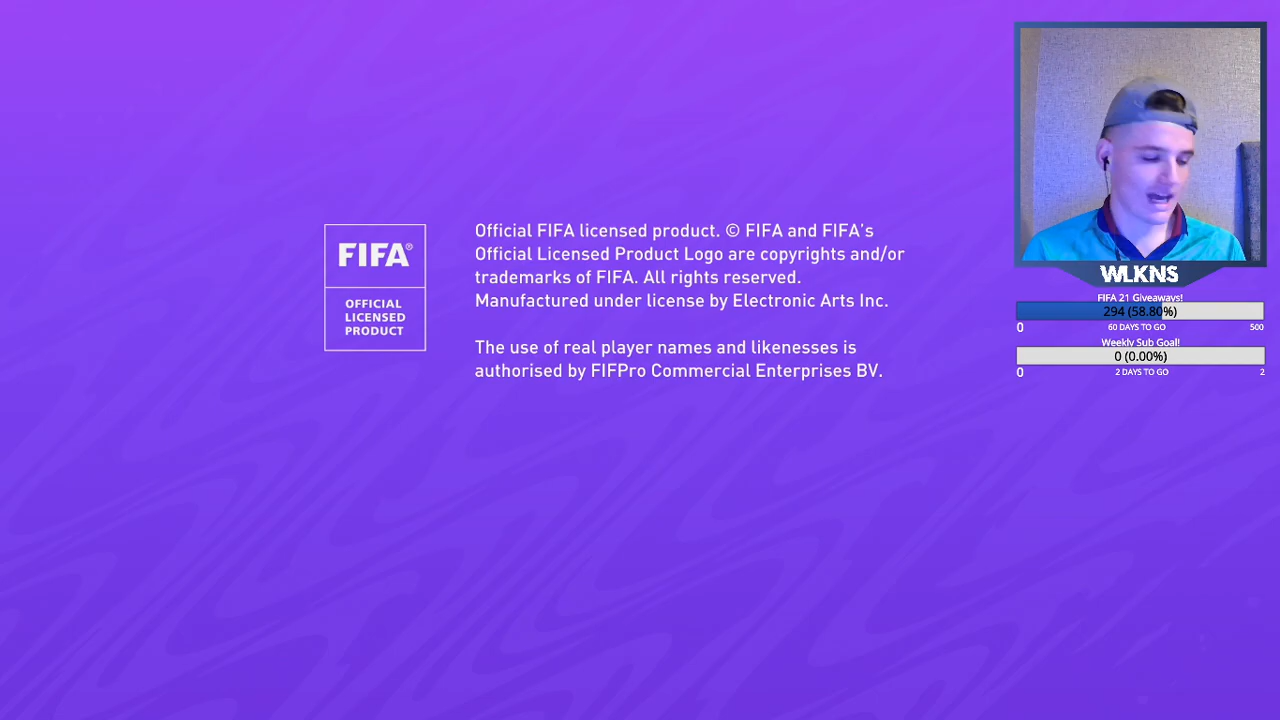 FIFA®
OFFICIAL
LICENSED
PRODUCT
Official FIFA licensed product. © FIFA and FIFA's
Official Licensed Product Logo are copyrights and/or
trademarks of FIFA. All rights reserved.
Manufactured under license by Electronic Arts Inc.
The use of real player names and likenesses is
authorised by FIFPro Commercial Enterprises BV.
WLKNS
FIFA 21 Giveaways!
294 (58.80%)
0 60 DAYS TO GO 500
Weekly Sub Goal!
0 (0.00%)
0 2 DAYS TO GO 2